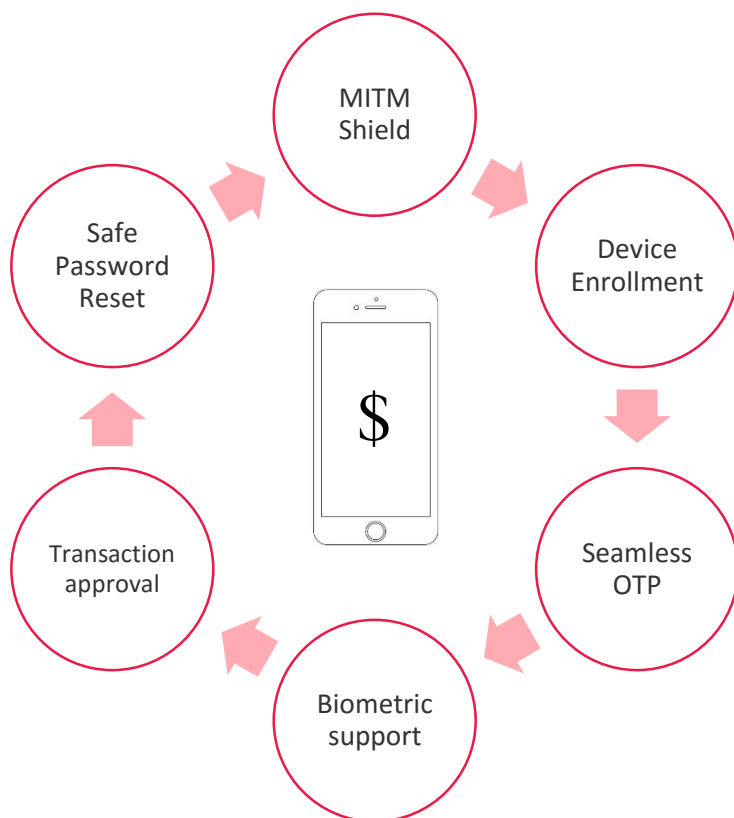 MITM
Shield
Device
Enrollment
Seamless
OTP
Biometric
support
Transaction
approval
Safe
Password
Reset
$